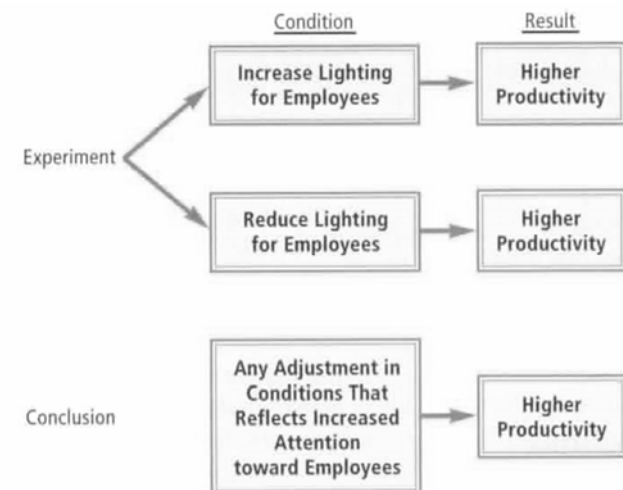 Condition
Result
Increase Lighting
for Employees
Higher
Productivity
Experiment
Reduce Lighting
for Employees
Higher
Productivity
Any Adjustment in
Conditions That
Reflects Increased
Attention
toward Employees
Conclusion
Higher
Productivity